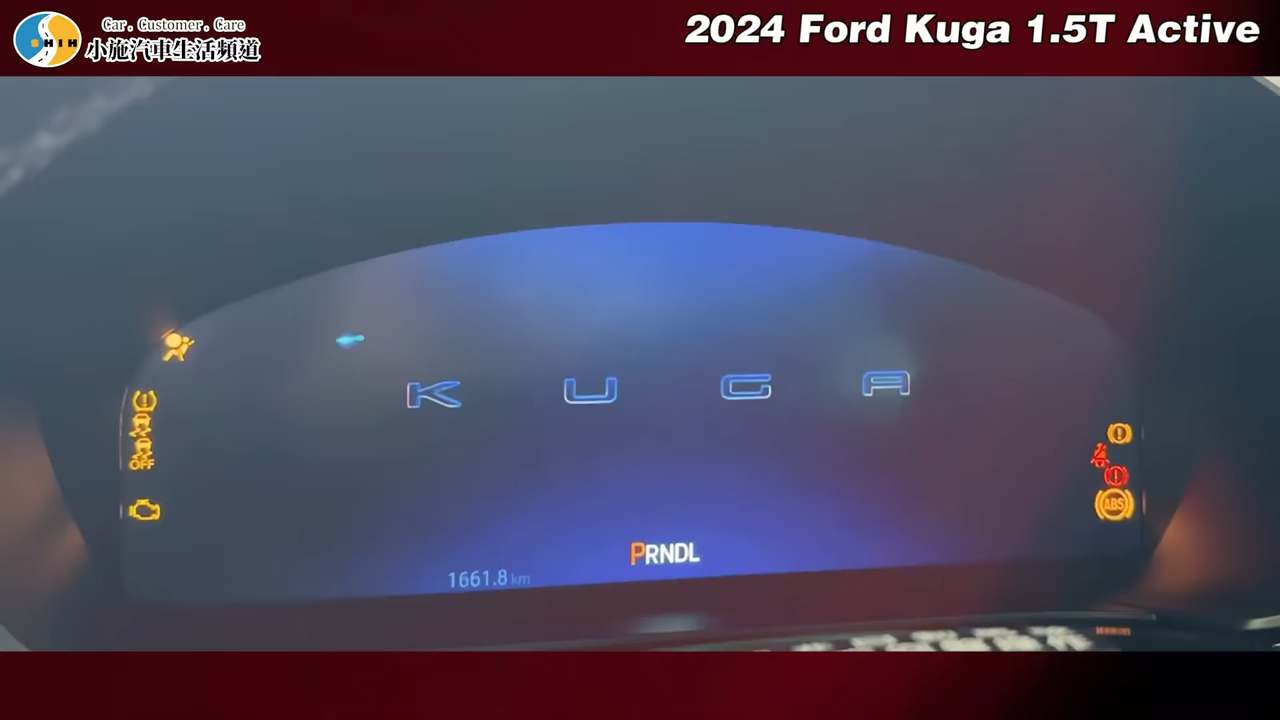 Car. Customer. Care
SHIH
小施汽車生活頻道
2024 Ford Kuga 1.5T Active
K U G A
OFF
ABS
PRNDL
1661.8 km